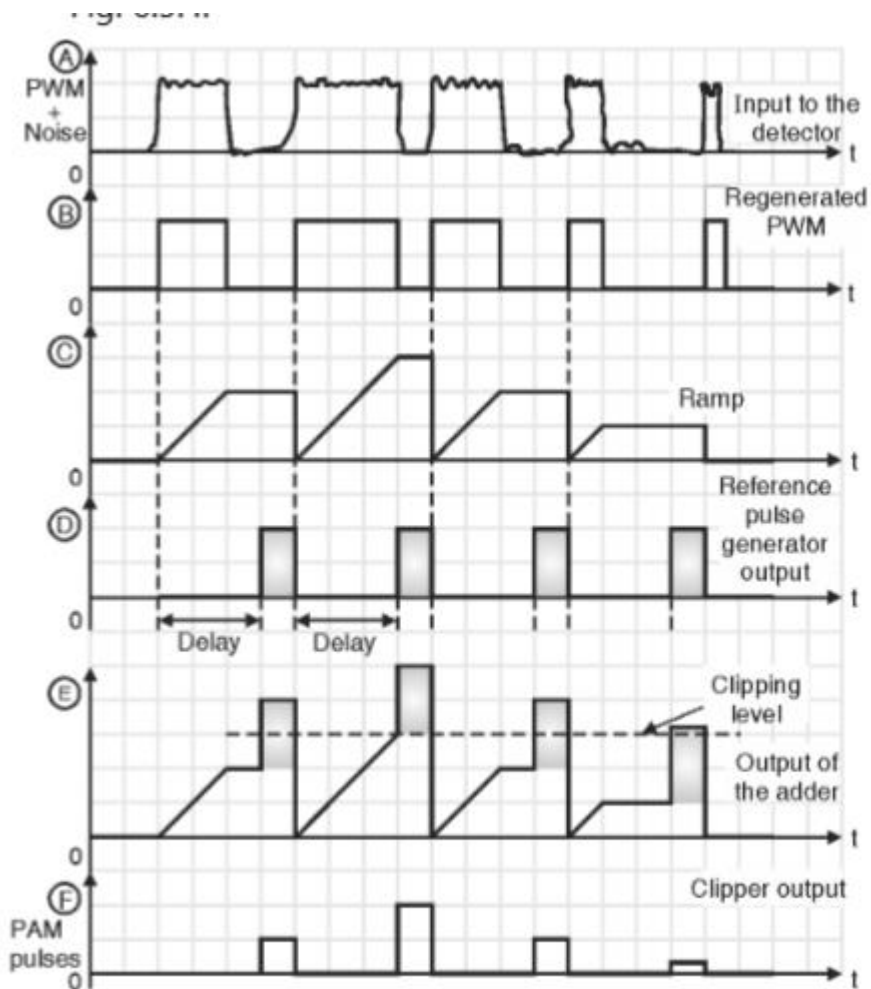 A
PWM
+
Noise
Input to the
detector
t
0
B
Regenerated
PWM
t
0
C
Ramp
t
0
D
Reference
pulse
generator
output
t
0
Delay
Delay
E
Clipping
level
Output of
the adder
t
0
F
Clipper output
PAM
pulses
0
t